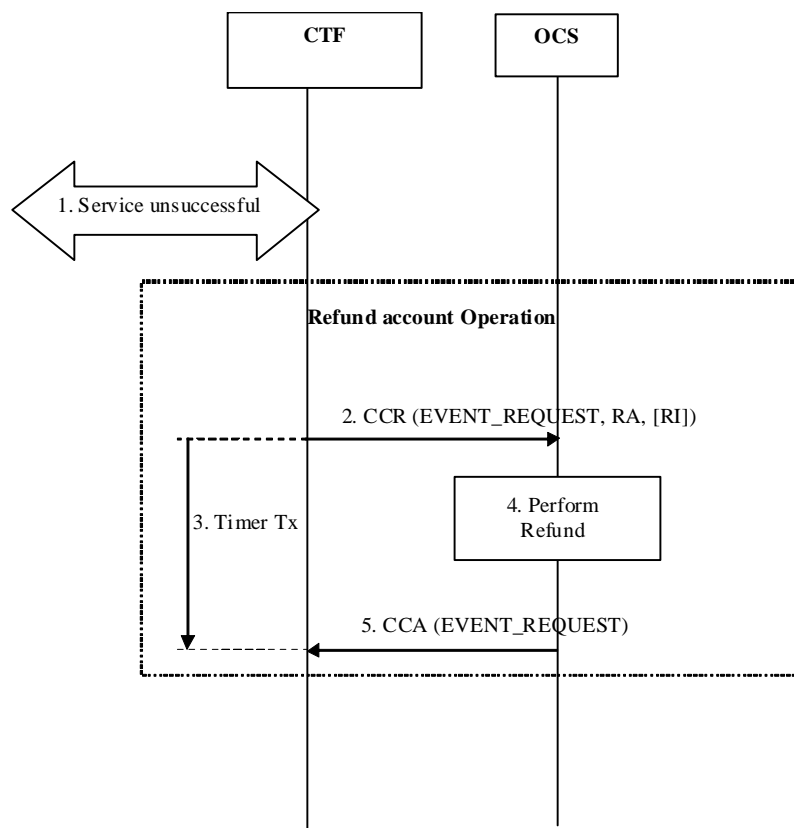 CTF
OCS
1. Service unsuccessful
Refund account Operation
2. CCR (EVENT_REQUEST, RA, [RI])
3. Timer Tx
4. Perform
Refund
5. CCA (EVENT_REQUEST)